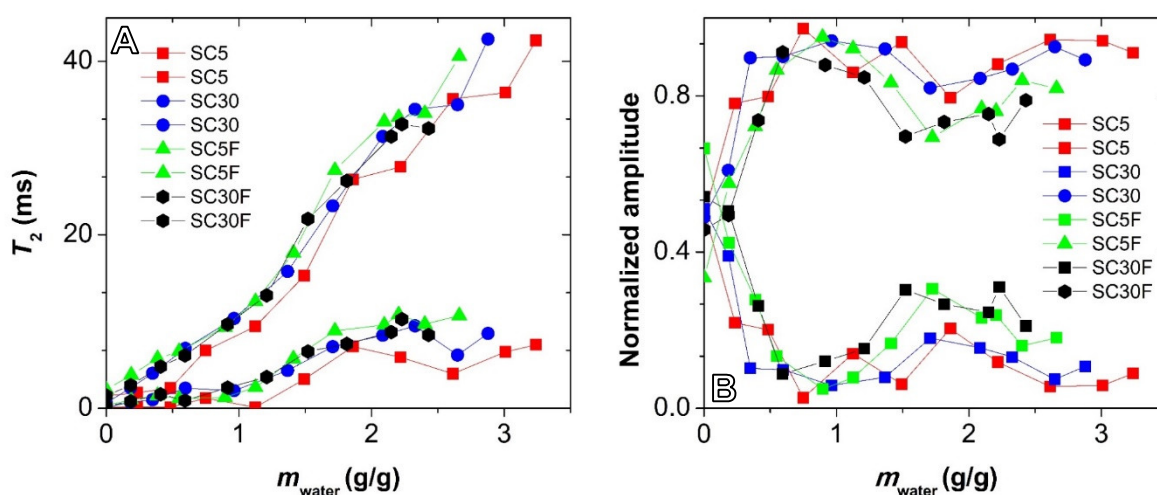 A
SC5
SC5
SC30
SC30
SC5F
SC5F
SC30F
SC30F
40
20
0
T2 (ms)
0 1 2 3
mwater (g/g)
B
SC5
SC5
SC30
SC30
SC5F
SC5F
SC30F
SC30F
0.8
0.4
0.0
Normalized amplitude
0 1 2 3
mwater (g/g)